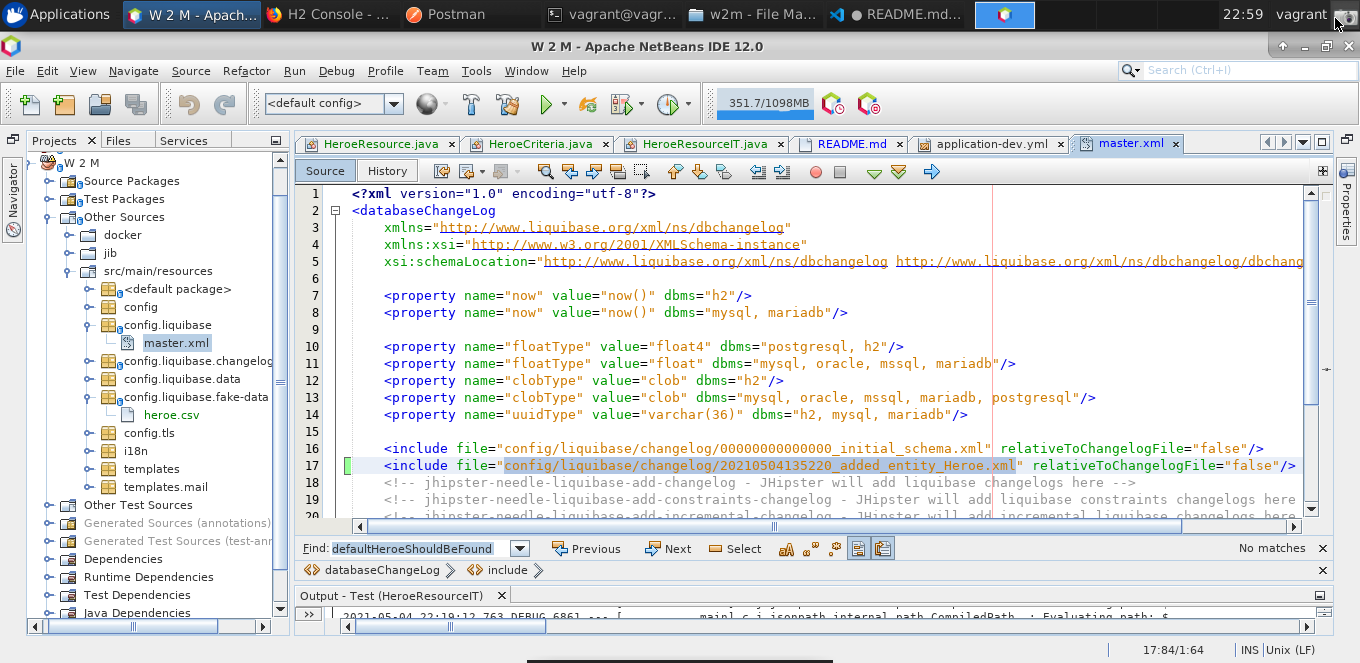 Applications W 2 M - Apach... H2 Console - ... Postman vagrant@vagr... w2m - File Ma... README.md... 22:59 vagrant
W 2 M - Apache NetBeans IDE 12.0
File Edit View Navigate Source Refactor Run Debug Profile Team Tools Window Help Search (Ctrl+I)
<default config> 351.7/1098MB
Projects Files Services
HeroeResource.java HeroeCriteria.java HeroeResourceIT.java README.md application-dev.yml master.xml
Navigator
Properties
W 2 M
Source Packages
Test Packages
Other Sources
docker
jib
src/main/resources
<default package>
config
config.liquibase
master.xml
config.liquibase.changelog
config.liquibase.data
config.liquibase.fake-data
heroe.csv
config.tls
i18n
templates
templates.mail
Other Test Sources
Generated Sources (annotations)
Generated Test Sources (test-ann
Dependencies
Runtime Dependencies
Test Dependencies
Java Dependencies
Source History
1 <?xml version="1.0" encoding="utf-8"?>
2 <databaseChangeLog
3 xmlns="http://www.liquibase.org/xml/ns/dbchangelog"
4 xmlns:xsi="http://www.w3.org/2001/XMLSchema-instance"
5 xsi:schemaLocation="http://www.liquibase.org/xml/ns/dbchangelog http://www.liquibase.org/xml/ns/dbchangelog/dbchang
6
7 <property name="now" value="now()" dbms="h2"/>
8 <property name="now" value="now()" dbms="mysql, mariadb"/>
9
10 <property name="floatType" value="float4" dbms="postgresql, h2"/>
11 <property name="floatType" value="float" dbms="mysql, oracle, mssql, mariadb"/>
12 <property name="clobType" value="clob" dbms="h2"/>
13 <property name="clobType" value="clob" dbms="mysql, oracle, mssql, mariadb, postgresql"/>
14 <property name="uuidType" value="varchar(36)" dbms="h2, mysql, mariadb"/>
15
16 <include file="config/liquibase/changelog/00000000000000_initial_schema.xml" relativeToChangelogFile="false"/>
17 <include file="config/liquibase/changelog/20210504135220_added_entity_Heroe.xml" relativeToChangelogFile="false"/>
18 <!-- jhipster-needle-liquibase-add-changelog - JHipster will add liquibase changelogs here -->
19 <!-- jhipster-needle-liquibase-add-constraints-changelog - JHipster will add liquibase constraints changelogs here
20 <!-- jhipster-needle-liquibase-add-incremental-changelog - JHipster will add incremental liquibase changelogs here
Find: defaultHeroeShouldBeFound Previous Next Select No matches
databaseChangeLog include
Output - Test (HeroeResourceIT)
2021-05-04 22:19:12.763 DEBUG 6861 --- [ main] c.j.jsonpath.internal.path.CompiledPath : Evaluating path: $
17:84/1:64 INS Unix (LF)